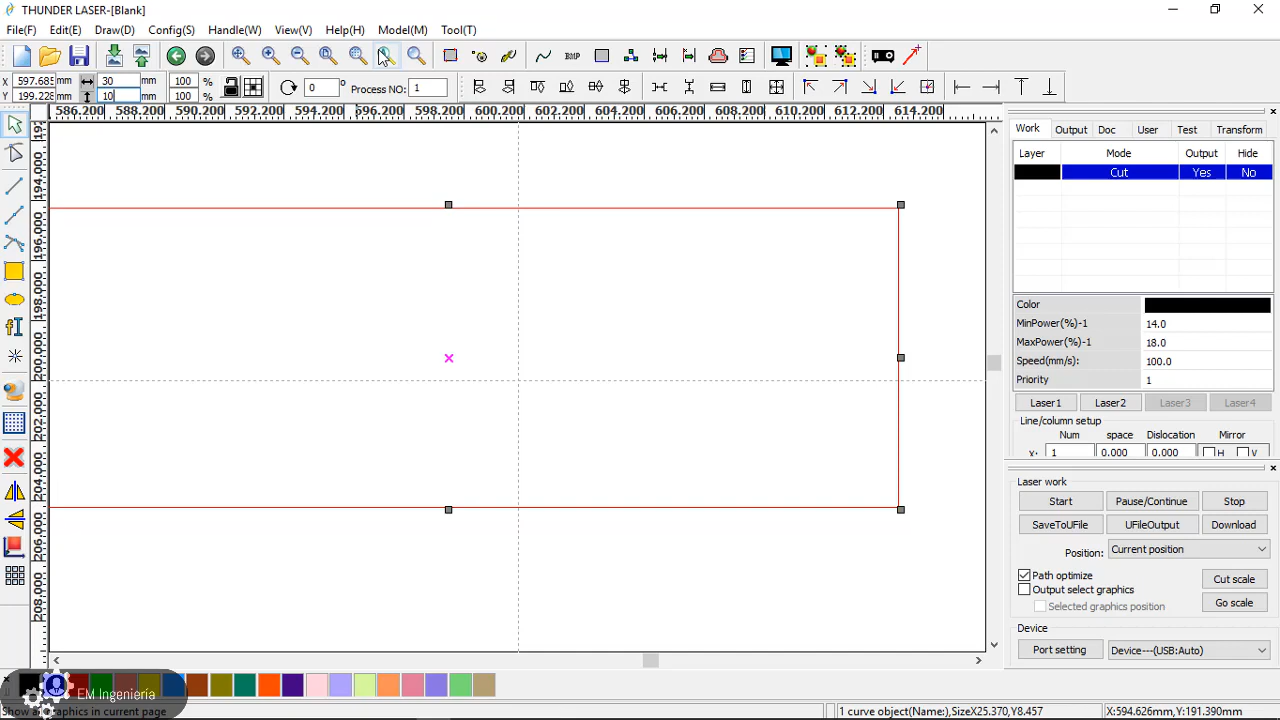 THUNDER LASER-[Blank]
File(F) Edit(E) Draw(D) Config(S) Handle(W) View(V) Help(H) Model(M) Tool(T)
X 597.685 mm 30 mm 100 %
Y 199.228 mm 10 mm 100 %
0 ° Process NO: 1
BMP
586.200 588.200 590.200 592.200 594.200 596.200 598.200 600.200 602.200 604.200 606.200 608.200 610.200 612.200 614.200
194.000
196.000
198.000
200.000
202.000
204.000
206.000
208.000
Work Output Doc User Test Transform
Layer Mode Output Hide
Cut Yes No
Color
MinPower(%)-1 14.0
MaxPower(%)-1 18.0
Speed(mm/s) 100.0
Priority 1
Laser1 Laser2 Laser3 Laser4
Line/column setup
Num space Dislocation Mirror
X: 1 0.000 0.000 H V
Laser work
Start Pause/Continue Stop
SaveToUFile UFileOutput Download
Position: Current position
Path optimize Cut scale
Output select graphics
Selected graphics position Go scale
Device
Port setting Device---(USB:Auto)
EM Ingeniería
graphics in current page
1 curve object(Name:),SizeX25.370,Y8.457 X:594.626mm Y:191.390mm